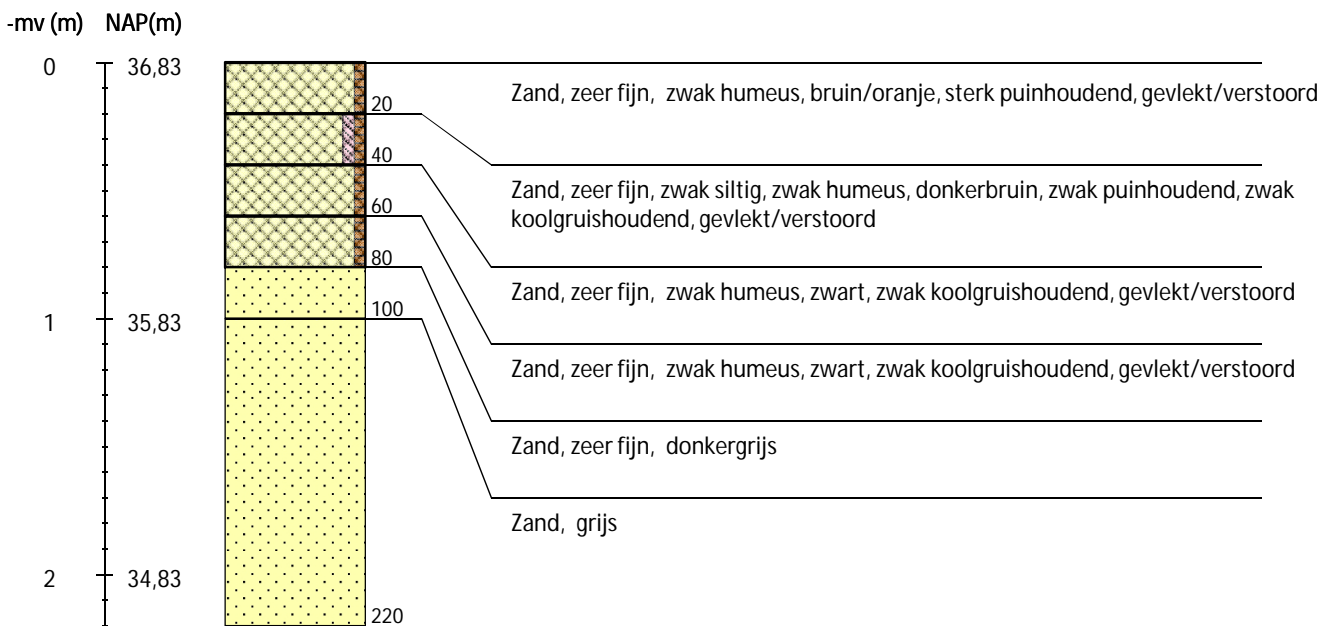 -mv (m) NAP(m)
0 36,83
Zand, zeer fijn, zwak humeus, bruin/oranje, sterk puinhoudend, gevlekt/verstoord
20
40
Zand, zeer fijn, zwak siltig, zwak humeus, donkerbruin, zwak puinhoudend, zwak
koolgruishoudend, gevlekt/verstoord
60
80
Zand, zeer fijn, zwak humeus, zwart, zwak koolgruishoudend, gevlekt/verstoord
100
1 35,83
Zand, zeer fijn, zwak humeus, zwart, zwak koolgruishoudend, gevlekt/verstoord
Zand, zeer fijn, donkergrijs
Zand, grijs
2 34,83
220